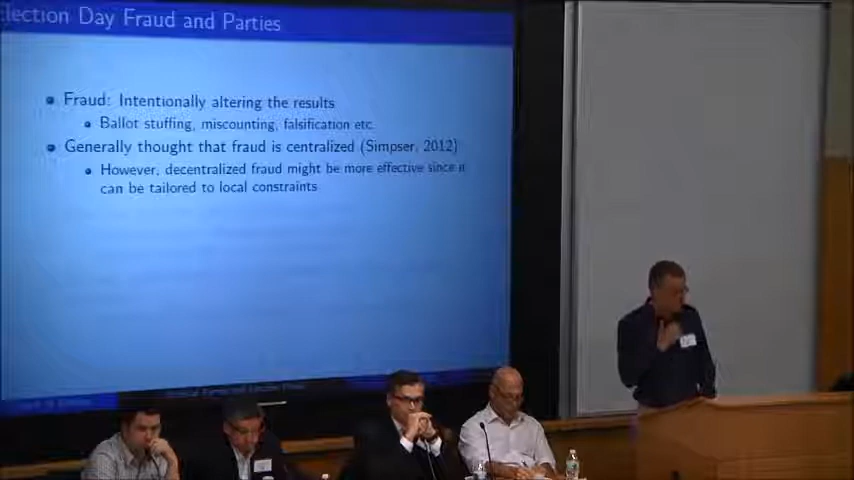 Election Day Fraud and Parties
Fraud: Intentionally altering the results
Ballot stuffing, miscounting, falsification etc.
Generally thought that fraud is centralized (Simpser, 2012)
However, decentralized fraud might be more effective since it
can be tailored to local constraints